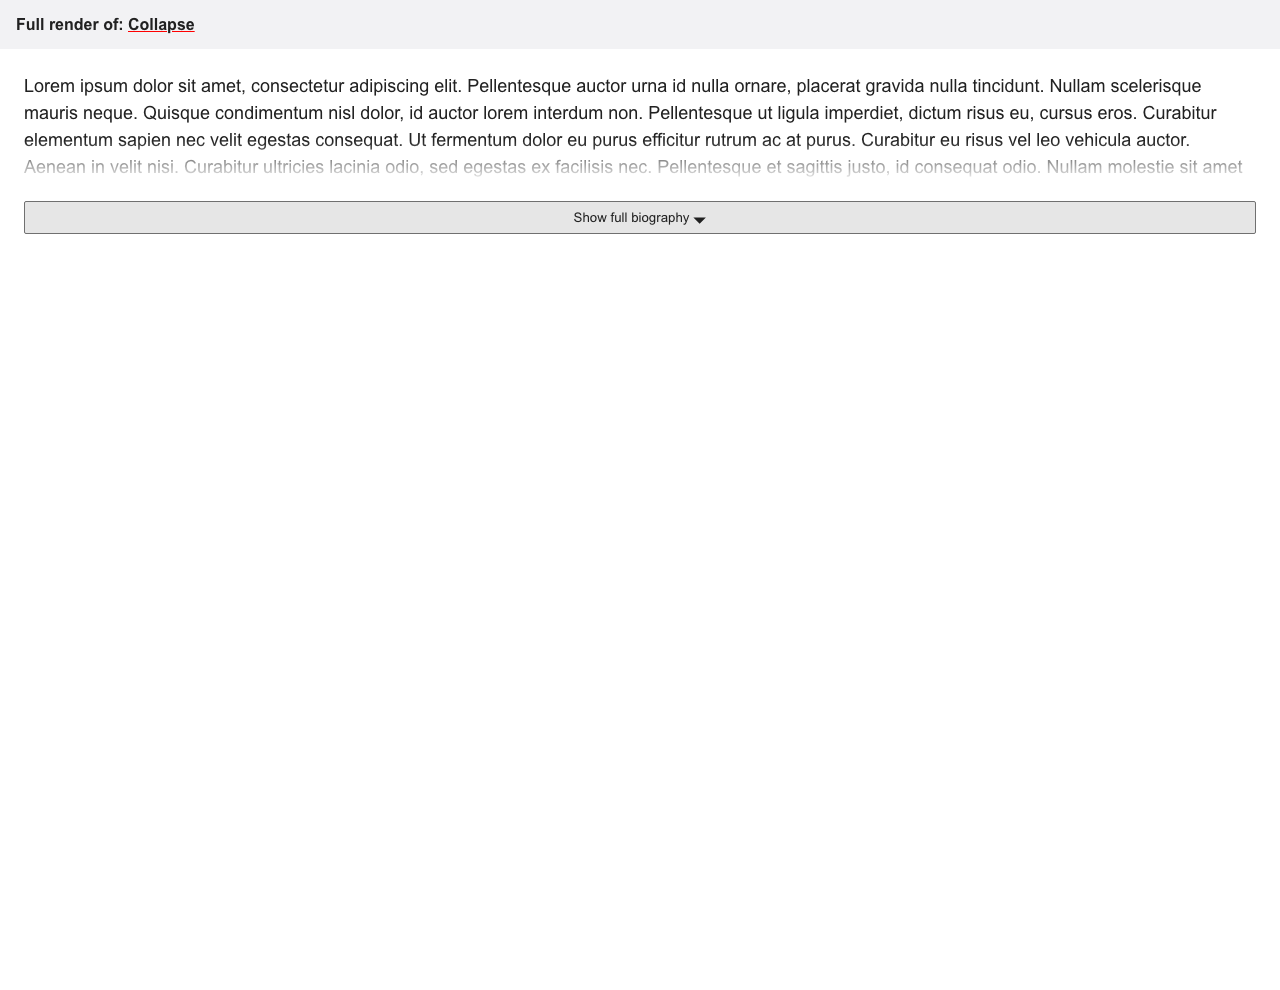 Full render of: Collapse
Lorem ipsum dolor sit amet, consectetur adipiscing elit. Pellentesque auctor urna id nulla ornare, placerat gravida nulla tincidunt. Nullam scelerisque
mauris neque. Quisque condimentum nisl dolor, id auctor lorem interdum non. Pellentesque ut ligula imperdiet, dictum risus eu, cursus eros. Curabitur
elementum sapien nec velit egestas consequat. Ut fermentum dolor eu purus efficitur rutrum ac at purus. Curabitur eu risus vel leo vehicula auctor.
Aenean in velit nisi. Curabitur ultricies lacinia odio, sed egestas ex facilisis nec. Pellentesque et sagittis justo, id consequat odio. Nullam molestie sit amet
Show full biography